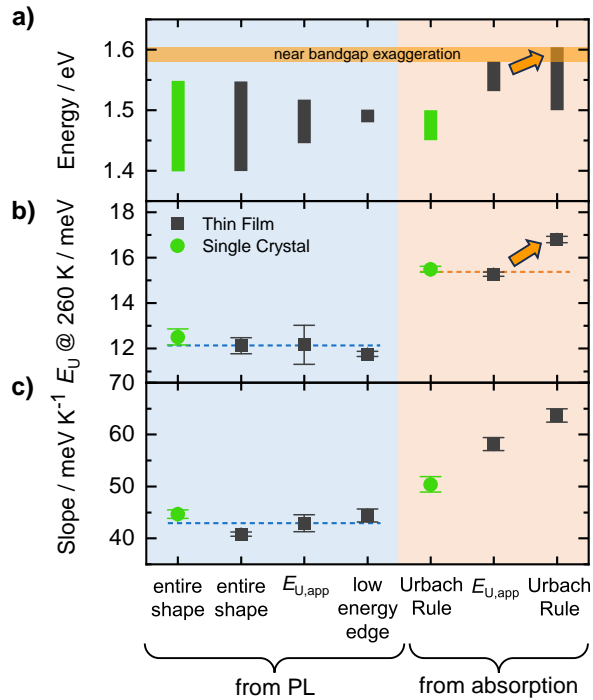 a)
Energy / eV
1.6
1.5
1.4
near bandgap exaggeration
b)
E_U @ 260 K / meV
18
16
14
12
Thin Film
Single Crystal
c)
Slope / meV K⁻¹
70
60
50
40
entire shape
entire shape
E_U,app
low energy edge
Urbach Rule
E_U,app
Urbach Rule
from PL
from absorption